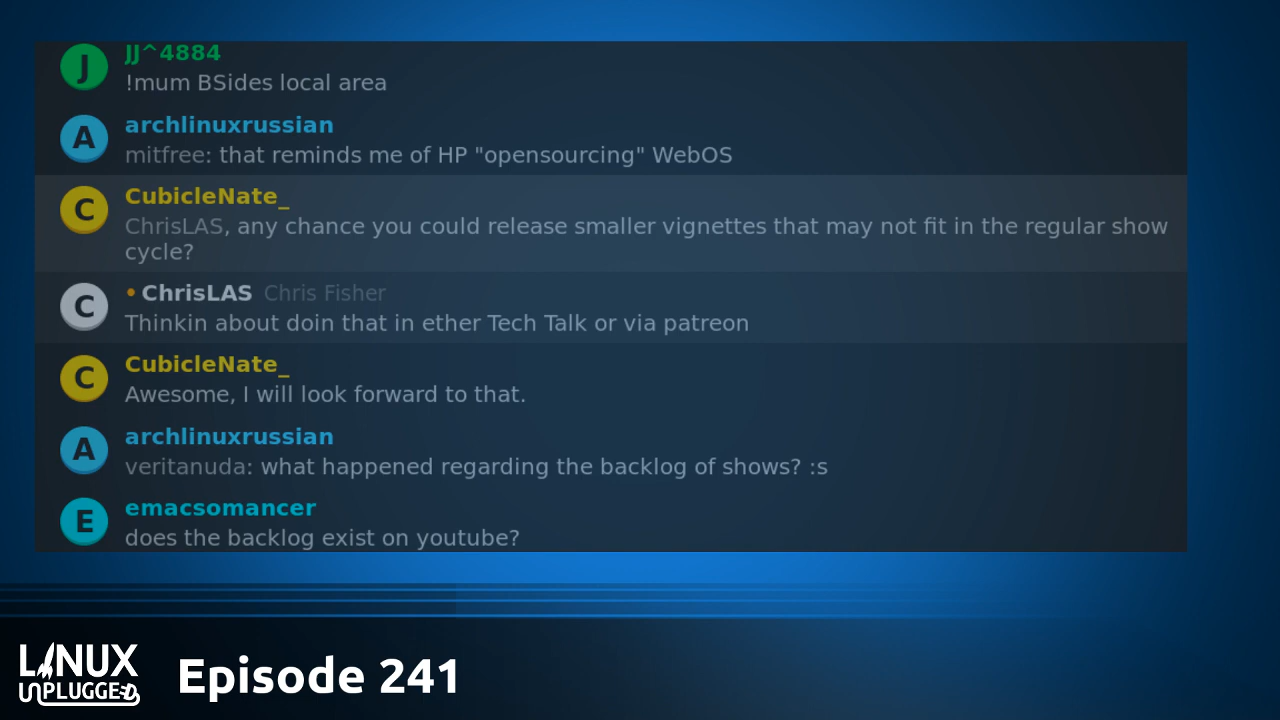 J
JJ^4884
!mum BSides local area
A
archlinuxrussian
mitfree: that reminds me of HP "opensourcing" WebOS
C
CubicleNate_
ChrisLAS, any chance you could release smaller vignettes that may not fit in the regular show
cycle?
C
• ChrisLAS Chris Fisher
Thinkin about doin that in ether Tech Talk or via patreon
C
CubicleNate_
Awesome, I will look forward to that.
A
archlinuxrussian
veritanuda: what happened regarding the backlog of shows? :s
E
emacsomancer
does the backlog exist on youtube?
LINUX
UNPLUGGED
Episode 241